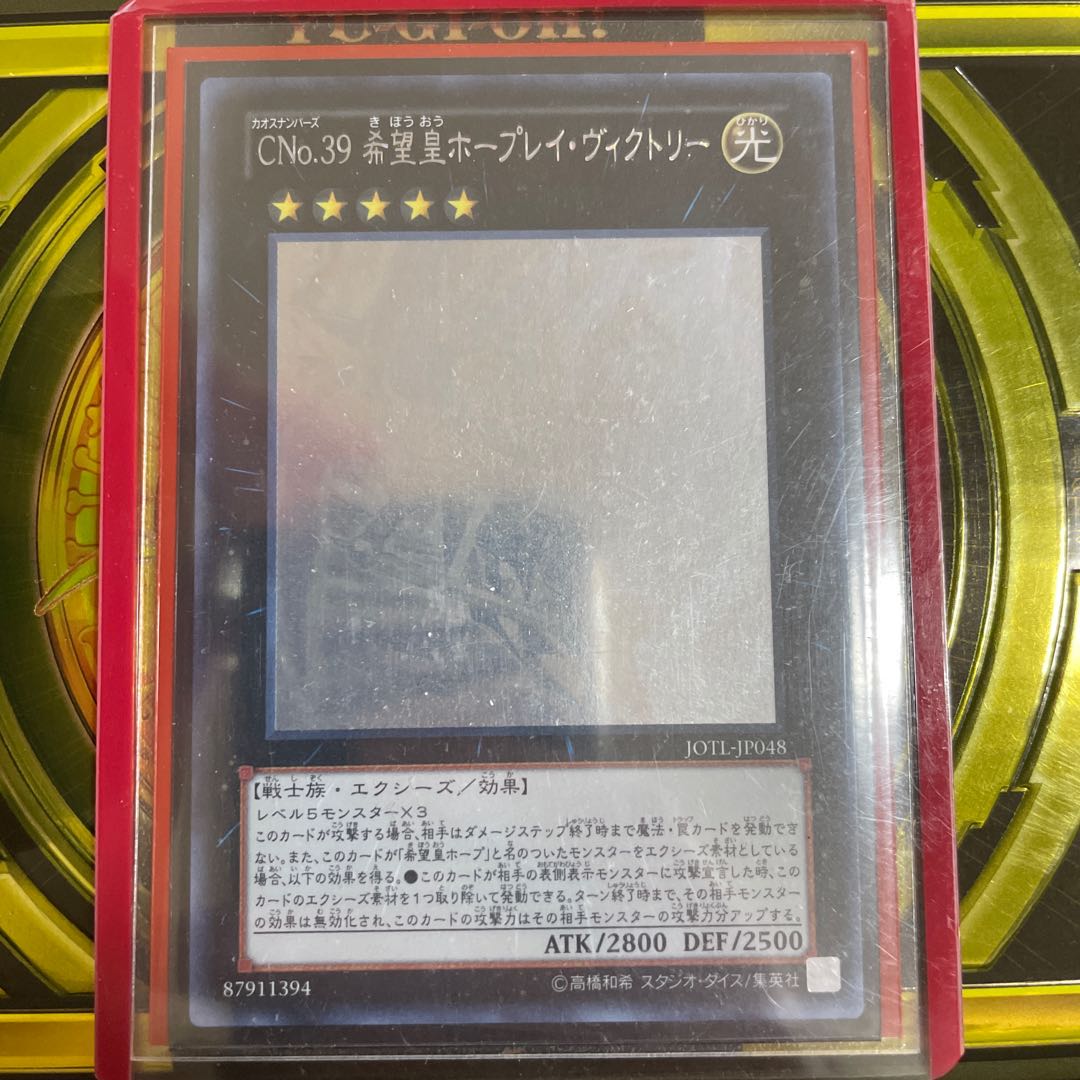 YU-GI-OH!
カオスナンバーズ き ぼう おう
CNo.39 希望皇ホープレイ・ヴィクトリー
ひかり
光
JOTL-JP048
せん し ぞく こう か
【戦士族・エクシーズ／効果】
レベル5モンスター×3
このカードが攻撃する場合、相手はダメージステップ終了時まで魔法・罠カードを発動でき
ない。また、このカードが「希望皇ホープ」と名のついたモンスターをエクシーズ素材としている
場合、以下の効果を得る。●このカードが相手の表側表示モンスターに攻撃宣言した時、この
カードのエクシーズ素材を1つ取り除いて発動できる。ターン終了時まで、その相手モンスター
の効果は無効化され、このカードの攻撃力はその相手モンスターの攻撃力分アップする。
ATK/2800 DEF/2500
87911394
©高橋和希 スタジオ・ダイス/集英社